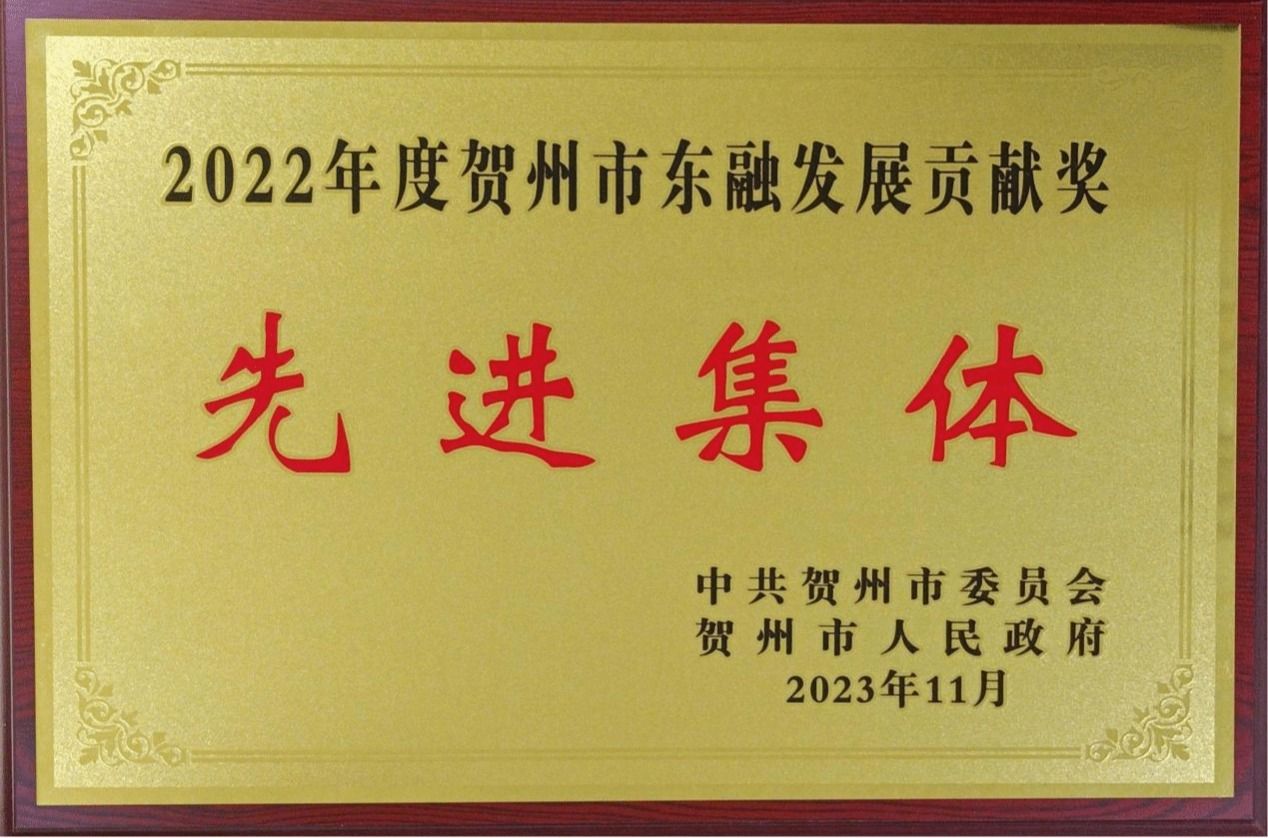 2022年度贺州市东融发展贡献奖
先进集体
中共贺州市委员会
贺州市人民政府
2023年11月